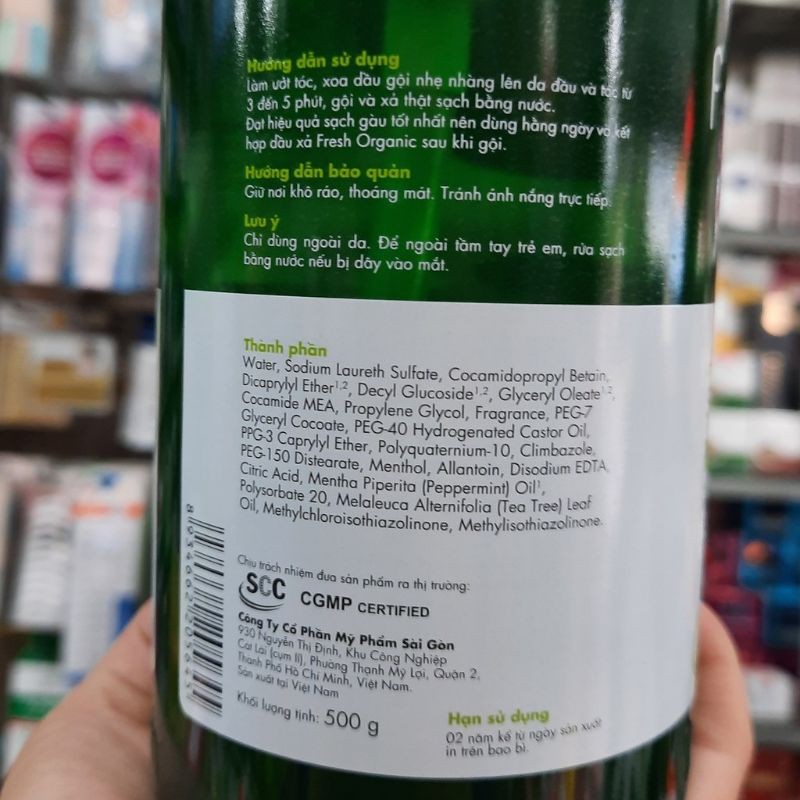 Hướng dẫn sử dụng
Làm ướt tóc, xoa dầu gội nhẹ nhàng lên da đầu và tóc từ
3 đến 5 phút, gội và xả thật sạch bằng nước.
Đạt hiệu quả sạch gàu tốt nhất nên dùng hằng ngày và kết
hợp dầu xả Fresh Organic sau khi gội.
Hướng dẫn bảo quản
Giữ nơi khô ráo, thoáng mát. Tránh ánh nắng trực tiếp.
Lưu ý
Chỉ dùng ngoài da. Để ngoài tầm tay trẻ em, rửa sạch
bằng nước nếu bị dây vào mắt.
Thành phần
Water, Sodium Laureth Sulfate, Cocamidopropyl Betain,
Dicaprylyl Ether¹,², Decyl Glucoside¹,², Glyceryl Oleate¹,²,
Cocamide MEA, Propylene Glycol, Fragrance, PEG-7
Glyceryl Cocoate, PEG-40 Hydrogenated Castor Oil,
PPG-3 Caprylyl Ether, Polyquaternium-10, Climbazole,
PEG-150 Distearate, Menthol, Allantoin, Disodium EDTA,
Citric Acid, Mentha Piperita (Peppermint) Oil¹,
Polysorbate 20, Melaleuca Alternifolia (Tea Tree) Leaf
Oil, Methylchloroisothiazolinone, Methylisothiazolinone.
Chịu trách nhiệm đưa sản phẩm ra thị trường:
SCC CGMP CERTIFIED
Công Ty Cổ Phần Mỹ Phẩm Sài Gòn
930 Nguyễn Thị Định, Khu Công Nghiệp
Cát Lái (cụm II), Phường Thạnh Mỹ Lợi, Quận 2,
Thành Phố Hồ Chí Minh, Việt Nam.
Sản xuất tại Việt Nam
Khối lượng tịnh: 500 g
Hạn sử dụng
02 năm kể từ ngày sản xuất
in trên bao bì.